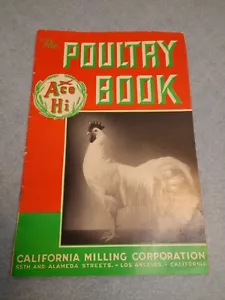 The POULTRY
BOOK
Ace
Hi
CALIFORNIA MILLING CORPORATION
55TH AND ALAMEDA STREETS. - LOS ANGELES. - CALIFORNIA